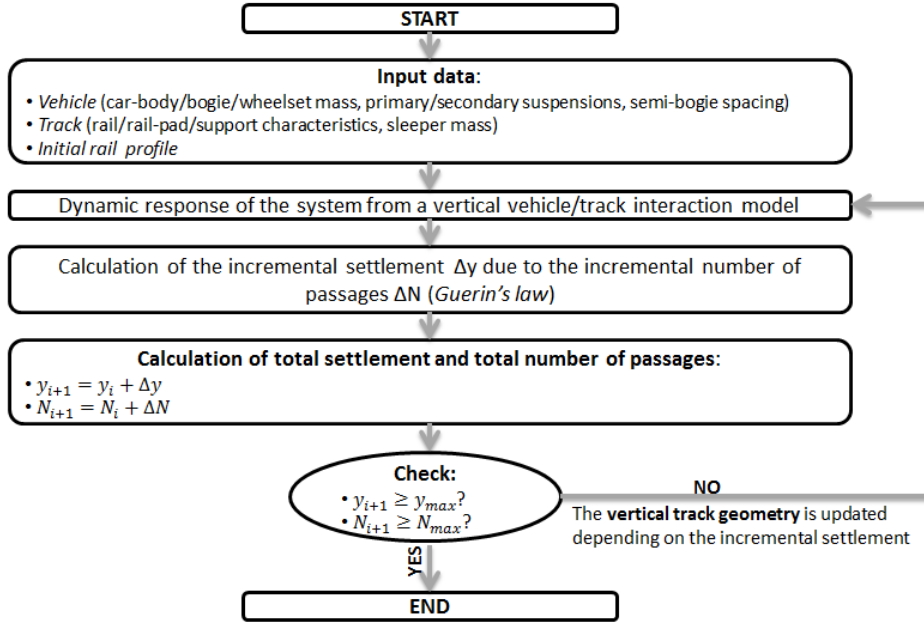 START
Input data:
• Vehicle (car-body/bogie/wheelset mass, primary/secondary suspensions, semi-bogie spacing)
• Track (rail/rail-pad/support characteristics, sleeper mass)
• Initial rail profile
Dynamic response of the system from a vertical vehicle/track interaction model
Calculation of the incremental settlement Δy due to the incremental number of
passages ΔN (Guerin's law)
Calculation of total settlement and total number of passages:
• y_{i+1} = y_i + Δy
• N_{i+1} = N_i + ΔN
Check:
• y_{i+1} ≥ y_{max}?
• N_{i+1} ≥ N_{max}?
NO
The vertical track geometry is updated
depending on the incremental settlement
YES
END